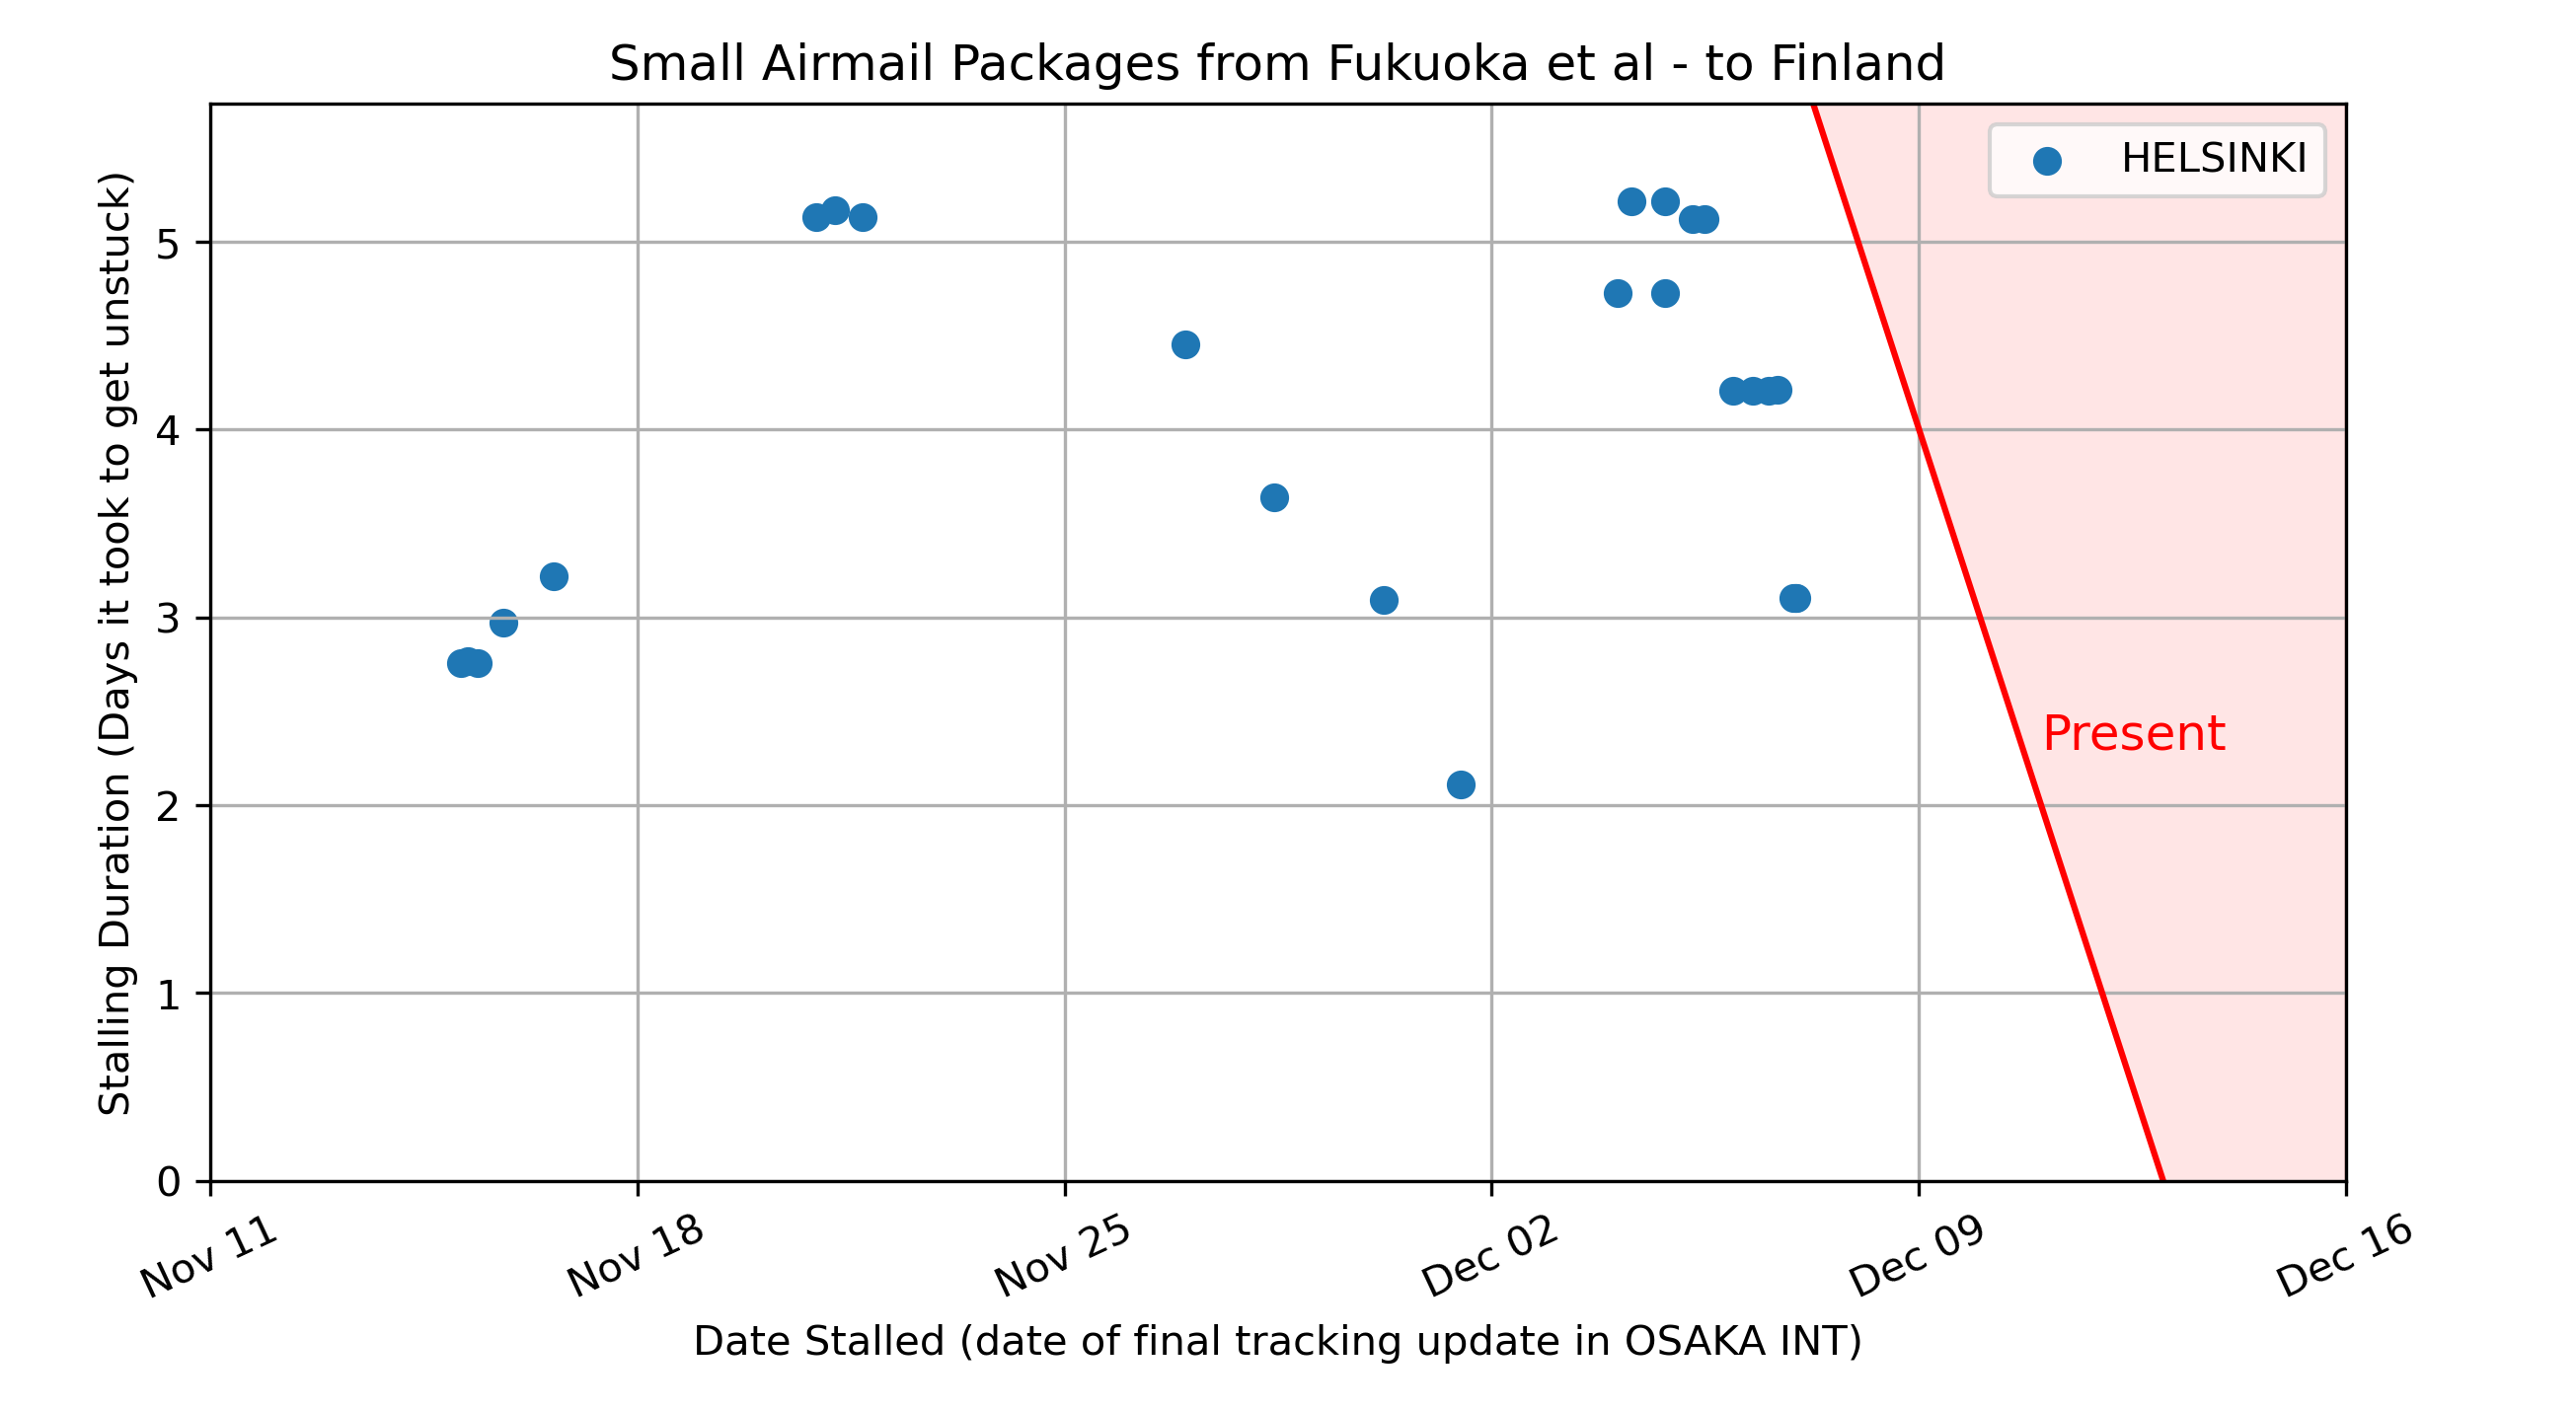 Small Airmail Packages from Fukuoka et al - to Finland
HELSINKI
Stalling Duration (Days it took to get unstuck)
5
4
3
2
1
0
Present
Nov 11
Nov 18
Nov 25
Dec 02
Dec 09
Dec 16
Date Stalled (date of final tracking update in OSAKA INT)